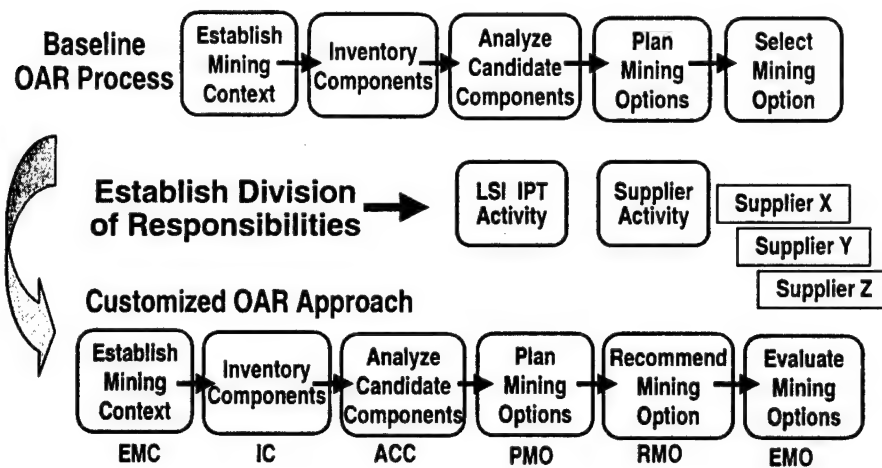 Baseline
OAR Process
Establish
Mining
Context
Inventory
Components
Analyze
Candidate
Components
Plan
Mining
Options
Select
Mining
Option
Establish Division
of Responsibilities
LSI IPT
Activity
Supplier
Activity
Supplier X
Supplier Y
Supplier Z
Customized OAR Approach
Establish
Mining
Context
Inventory
Components
Analyze
Candidate
Components
Plan
Mining
Options
Recommend
Mining
Option
Evaluate
Mining
Options
EMC
IC
ACC
PMO
RMO
EMO